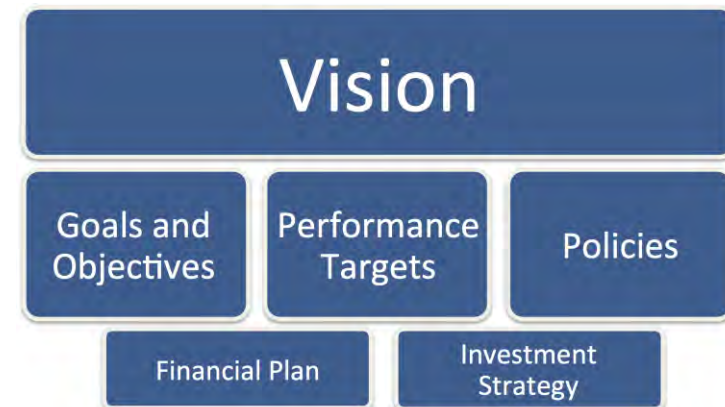 Vision
Goals and
Objectives
Performance
Targets
Policies
Financial Plan
Investment
Strategy